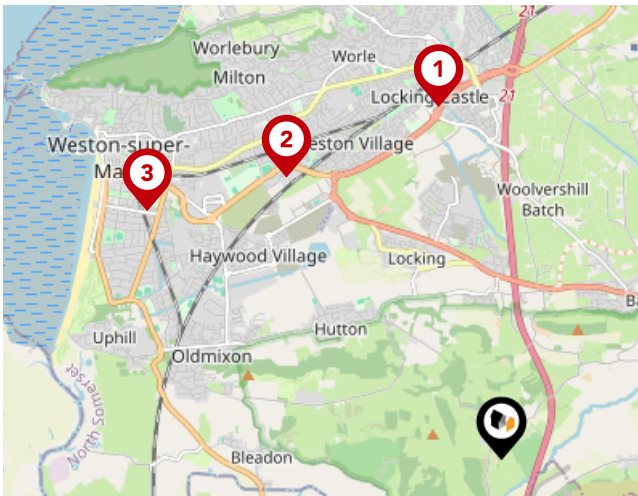 21
Worlebury
Worle
Milton
1
Locking Castle
21
2
Weston-super-
eston Village
Ma
3
Woolvershill
Batch
Haywood Village
Locking
Ba
Hutton
Uphill
Oldmixon
North Somerset
Bleadon